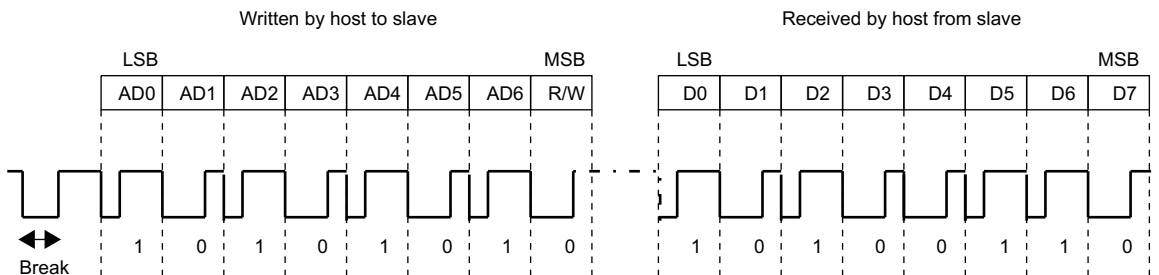 Written by host to slave Received by host from slave
LSB MSB LSB MSB
AD0 AD1 AD2 AD3 AD4 AD5 AD6 R/W D0 D1 D2 D3 D4 D5 D6 D7
1 0 1 0 1 0 1 0 1 0 1 0 0 1 1 0
Break